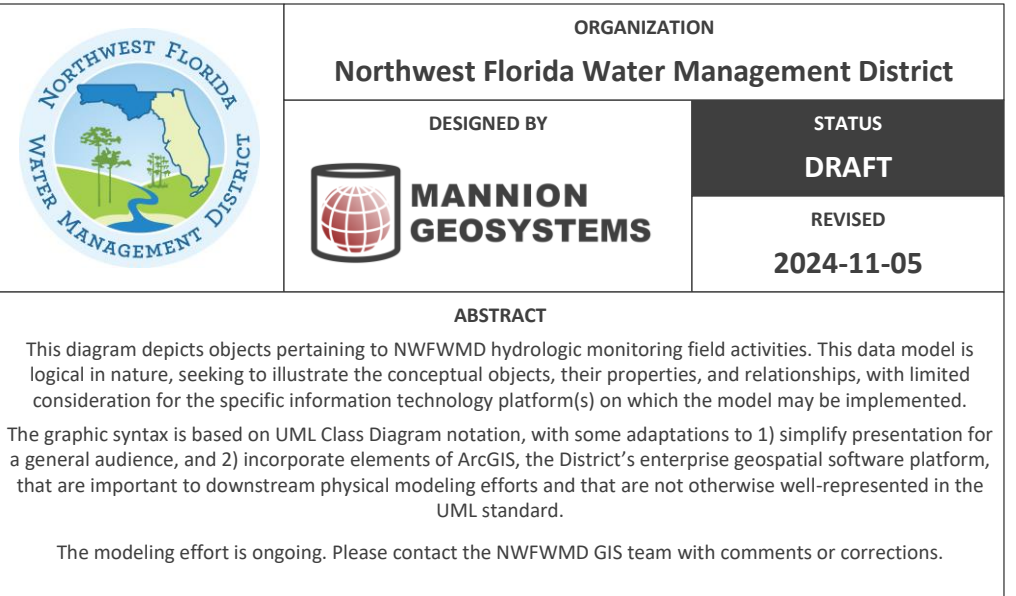 NORTHWEST FLORIDA
WATER MANAGEMENT DISTRICT
ORGANIZATION
Northwest Florida Water Management District
DESIGNED BY
MANNION
GEOSYSTEMS
STATUS
DRAFT
REVISED
2024-11-05
ABSTRACT
This diagram depicts objects pertaining to NWFWMD hydrologic monitoring field activities. This data model is
logical in nature, seeking to illustrate the conceptual objects, their properties, and relationships, with limited
consideration for the specific information technology platform(s) on which the model may be implemented.
The graphic syntax is based on UML Class Diagram notation, with some adaptations to 1) simplify presentation for
a general audience, and 2) incorporate elements of ArcGIS, the District's enterprise geospatial software platform,
that are important to downstream physical modeling efforts and that are not otherwise well-represented in the
UML standard.
The modeling effort is ongoing. Please contact the NWFWMD GIS team with comments or corrections.